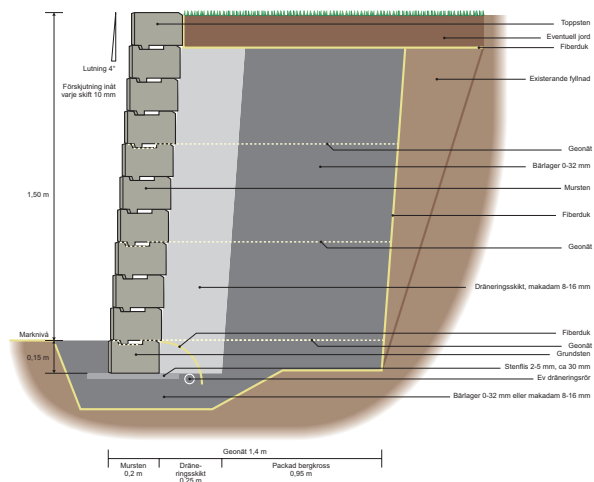 Toppsten
Eventuell jord
Fiberduk
Lutning 4°
Existerande fyllnad
Förskjutning inåt
varje skift 10 mm
Geonät
Bärlager 0-32 mm
Mursten
1,50 m
Fiberduk
Geonät
Dräneringsskikt, makadam 8-16 mm
Fiberduk
Marknivå
Geonät
Grundsten
0,15 m
Stenflis 2-5 mm, ca 30 mm
Ev dräneringsrör
Bärlager 0-32 mm eller makadam 8-16 mm
Geonät 1,4 m
Mursten
0,2 m
Dräne-
ringsskikt
0,25 m
Packad bergkross
0,95 m